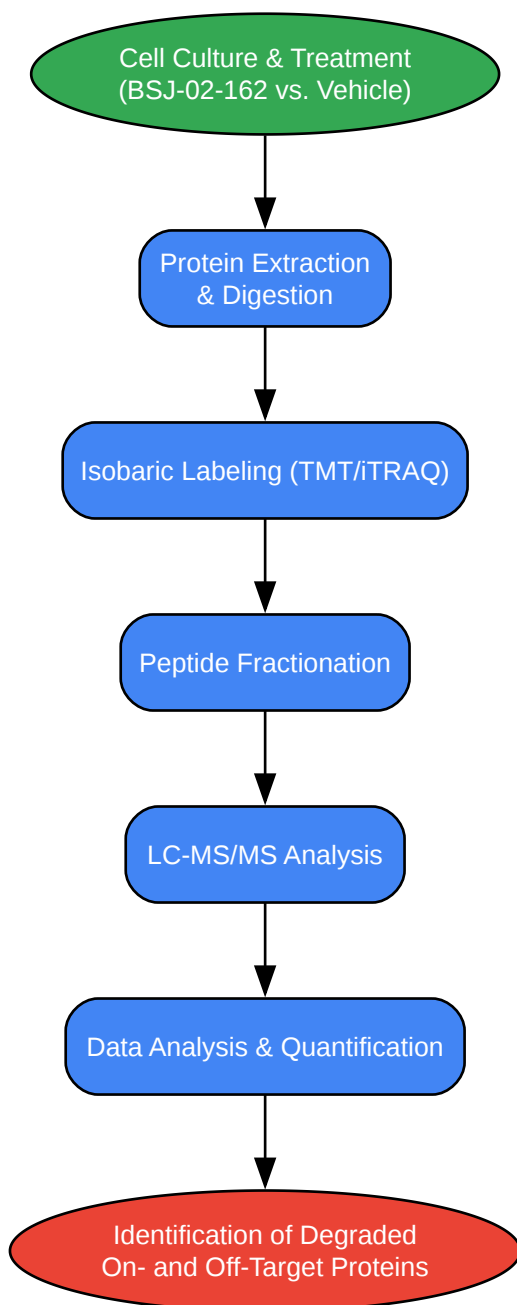 Cell Culture & Treatment
(BSJ-02-162 vs. Vehicle)
Protein Extraction
& Digestion
Isobaric Labeling (TMT/iTRAQ)
Peptide Fractionation
LC-MS/MS Analysis
Data Analysis & Quantification
Identification of Degraded
On- and Off-Target Proteins